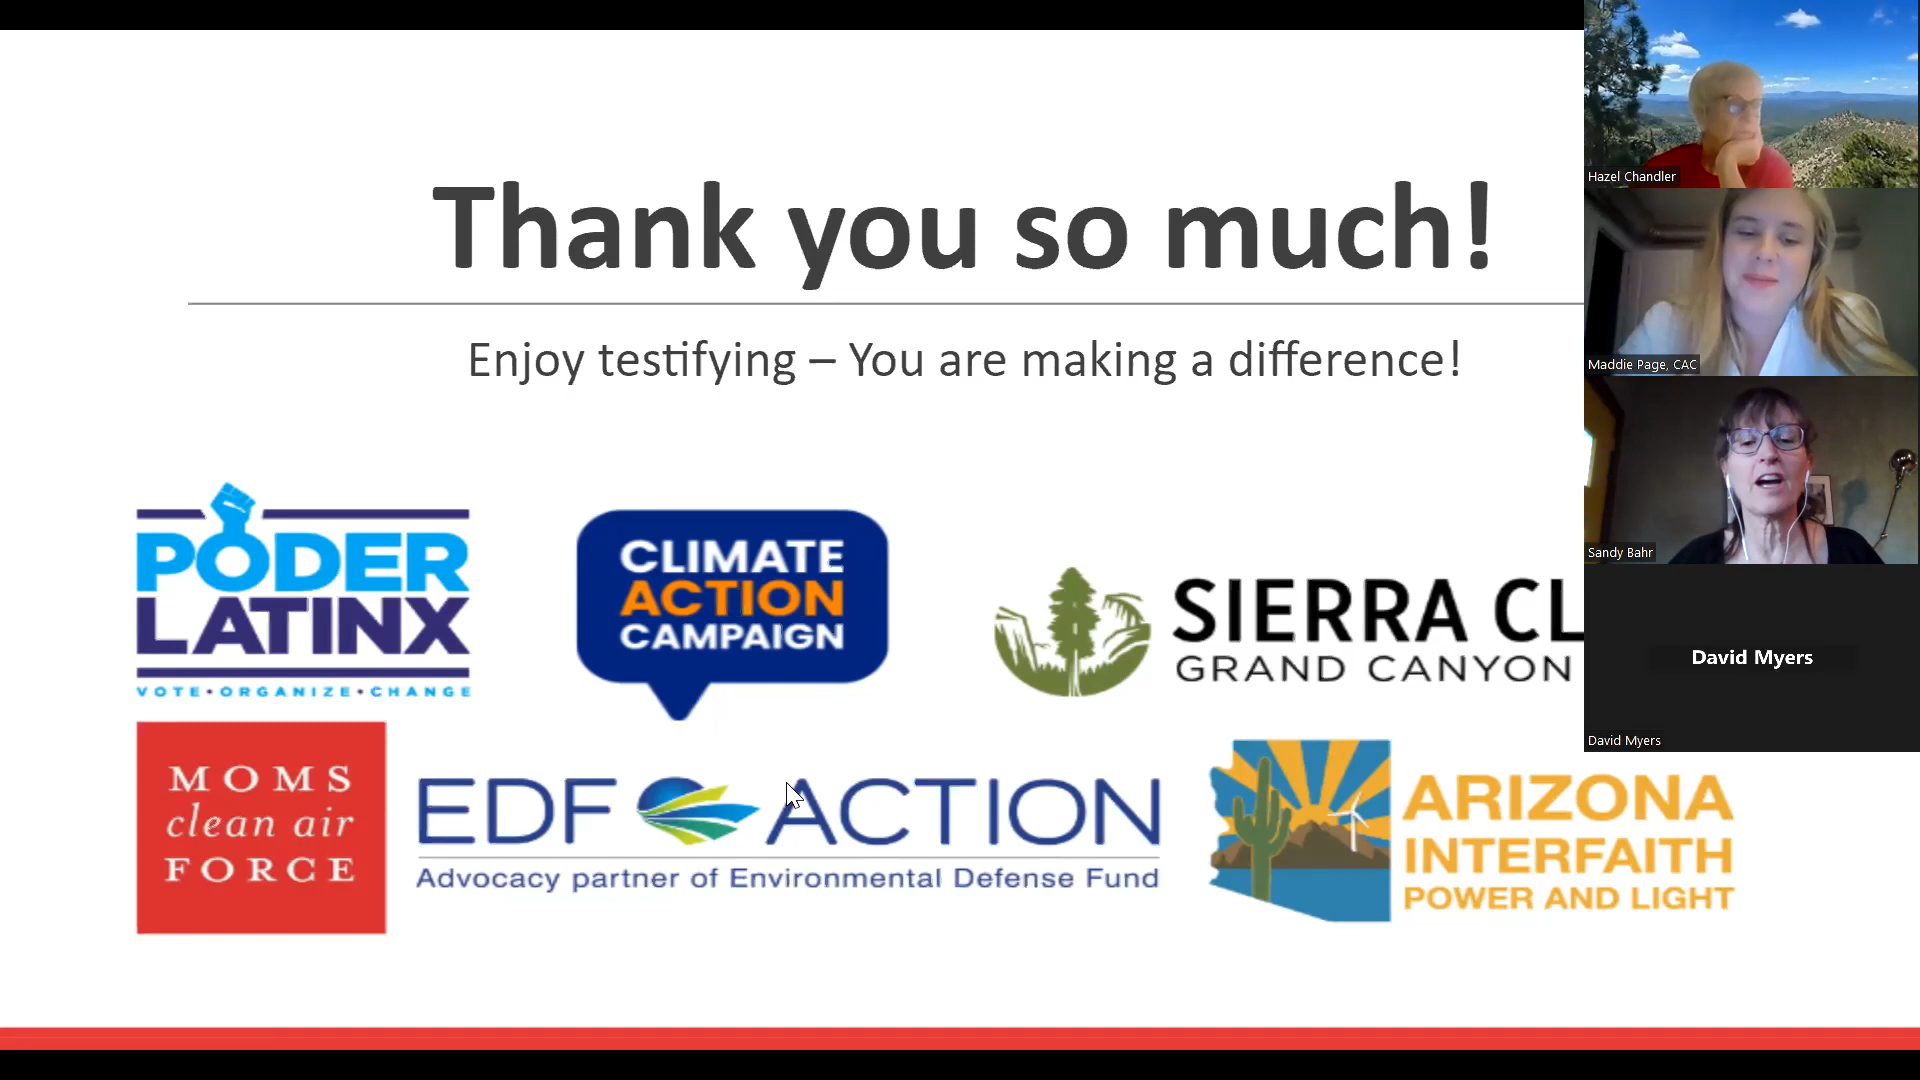 Thank you so much!
Enjoy testifying – You are making a difference!
PODER
LATINX
VOTE • ORGANIZE • CHANGE
CLIMATE
ACTION
CAMPAIGN
SIERRA CL
GRAND CANYON
MOMS
clean air
FORCE
EDF ACTION
Advocacy partner of Environmental Defense Fund
ARIZONA
INTERFAITH
POWER AND LIGHT
Hazel Chandler
Maddie Page, CAC
Sandy Bahr
David Myers
David Myers